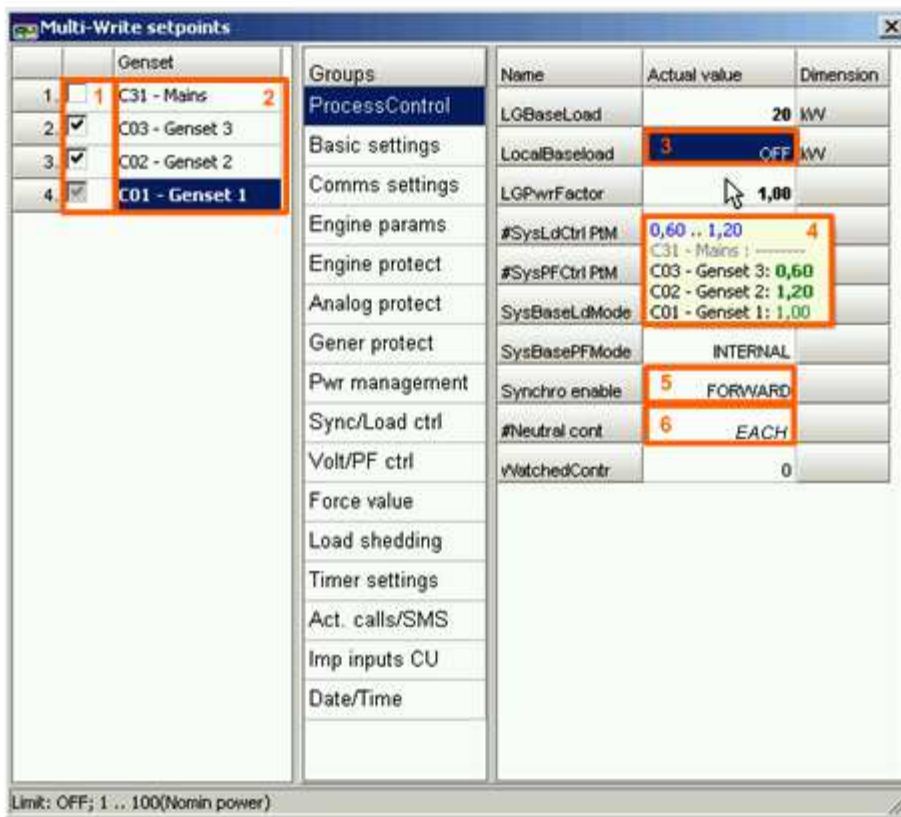 Multi-Write setpoints
Genset
1. 1 C31 - Mains 2
2. C03 - Genset 3
3. C02 - Genset 2
4. C01 - Genset 1
Groups
ProcessControl
Basic settings
Comms settings
Engine params
Engine protect
Analog protect
Gener protect
Pwr management
Sync/Load ctrl
Volt/PF ctrl
Force value
Load shedding
Timer settings
Act. calls/SMS
Imp inputs CU
Date/Time
Name Actual value Dimension
LGBaseLoad 20 kW
LocalBaseload 3 OFF kW
LGPwrFactor 1,00
#SysLdCtrl PtM
#SysPFCtrl PtM
SysBaseLdMode
0,60 .. 1,20 4
C31 - Mains : --------
C03 - Genset 3: 0,60
C02 - Genset 2: 1,20
C01 - Genset 1: 1,00
SysBasePFMode INTERNAL
Synchro enable 5 FORWARD
#Neutral cont 6 EACH
WatchedContr 0
Limit: OFF; 1 .. 100(Nomin power)